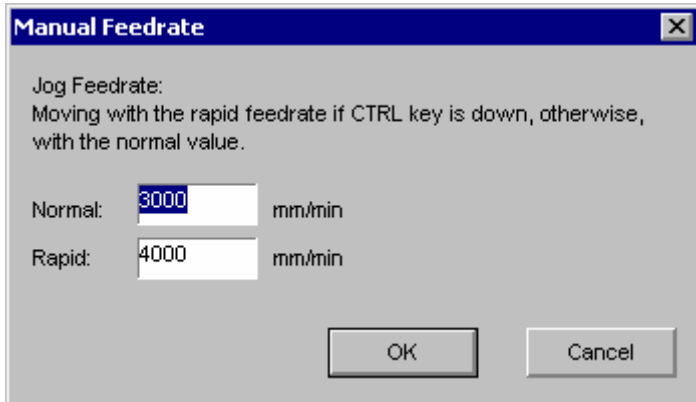 Manual Feedrate
Jog Feedrate:
Moving with the rapid feedrate if CTRL key is down, otherwise,
with the normal value.
Normal: 3000 mm/min
Rapid: 4000 mm/min
OK Cancel